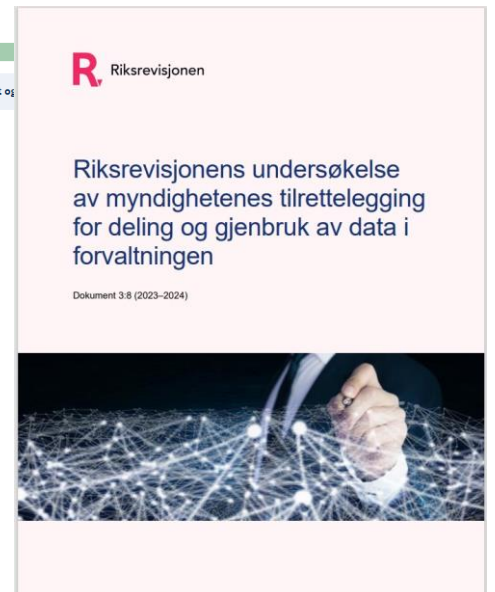 Riksrevisjonen
Riksrevisjonens undersøkelse
av myndighetenes tilrettelegging
for deling og gjenbruk av data i
forvaltningen
Dokument 3:8 (2023–2024)